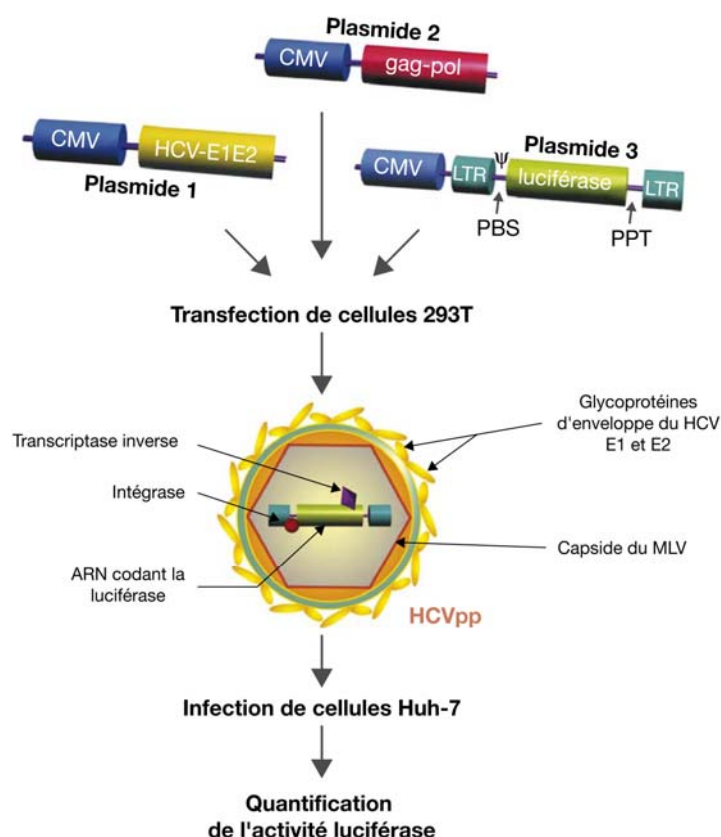 Plasmide 2
CMV
gag-pol
CMV
HCV-E1E2
Plasmide 1
Plasmide 3
CMV
LTR
Ψ
luciférase
LTR
PBS
PPT
Transfection de cellules 293T
Transcriptase inverse
Intégrase
ARN codant la
luciférase
Glycoprotéines
d'enveloppe du HCV
E1 et E2
Capside du MLV
HCVpp
Infection de cellules Huh-7
Quantification
de l'activité luciférase